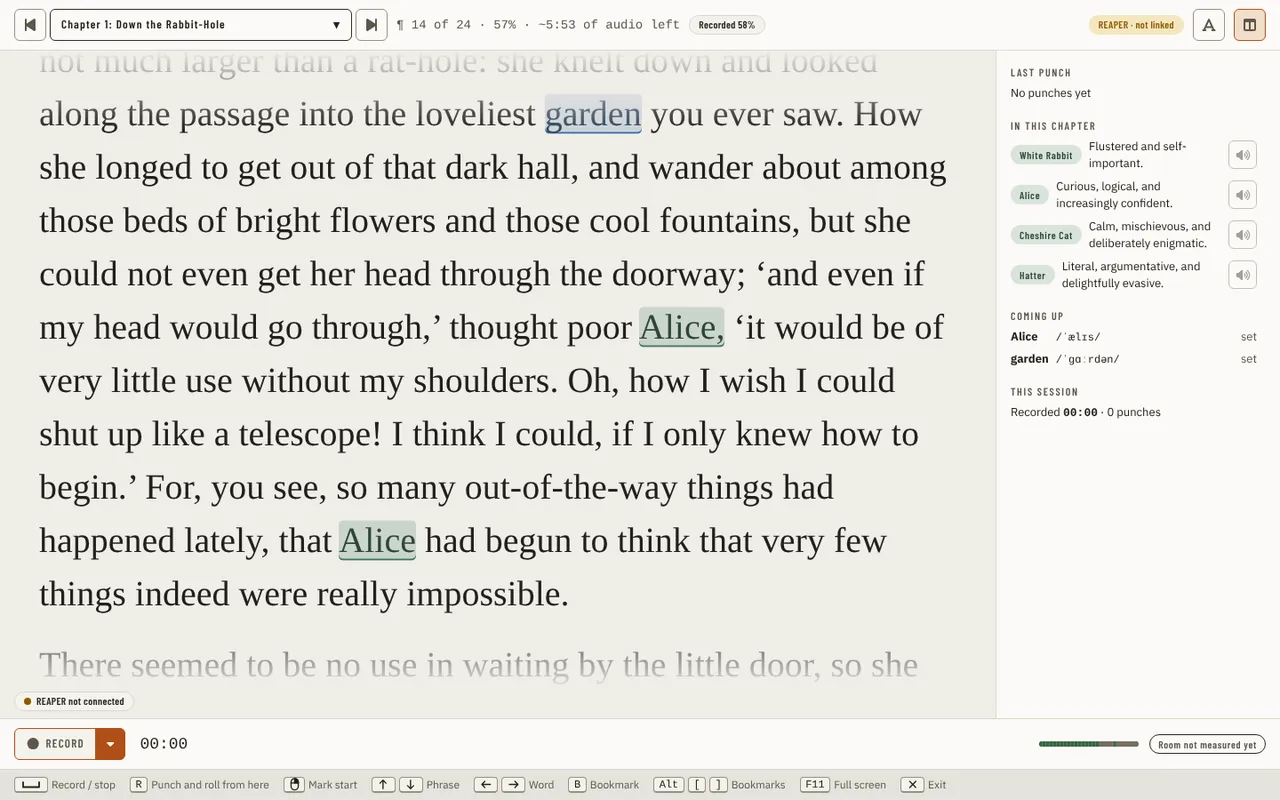 Chapter 1: Down the Rabbit-Hole ▼
¶ 14 of 24 · 57% · ~5:53 of audio left
Recorded 58%
REAPER · not linked
A
not much larger than a rat-hole: she knelt down and looked
along the passage into the loveliest garden you ever saw. How
she longed to get out of that dark hall, and wander about among
those beds of bright flowers and those cool fountains, but she
could not even get her head through the doorway; ‘and even if
my head would go through,’ thought poor Alice, ‘it would be of
very little use without my shoulders. Oh, how I wish I could
shut up like a telescope! I think I could, if I only knew how to
begin.’ For, you see, so many out-of-the-way things had
happened lately, that Alice had begun to think that very few
things indeed were really impossible.
There seemed to be no use in waiting by the little door, so she
REAPER not connected
LAST PUNCH
No punches yet
IN THIS CHAPTER
White Rabbit
Flustered and self-
important.
Alice
Curious, logical, and
increasingly confident.
Cheshire Cat
Calm, mischievous, and
deliberately enigmatic.
Hatter
Literal, argumentative, and
delightfully evasive.
COMING UP
Alice /ˈælɪs/ set
garden /ˈɡɑːrdən/ set
THIS SESSION
Recorded 00:00 · 0 punches
RECORD
00:00
Room not measured yet
Record / stop
R Punch and roll from here
Mark start
↑ ↓ Phrase
← → Word
B Bookmark
Alt [ ] Bookmarks
F11 Full screen
✕ Exit